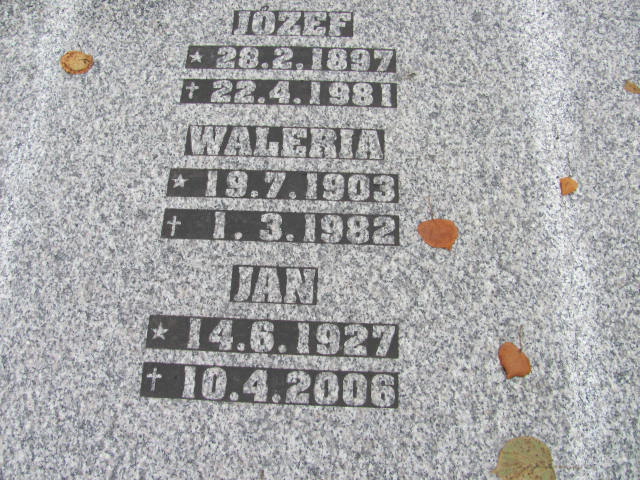 JÓZEF
★ 28.2.1897
✝ 22.4.1981
WALERIA
★ 19.7.1903
✝ 1.3.1982
JAN
★ 14.6.1927
✝ 10.4.2006